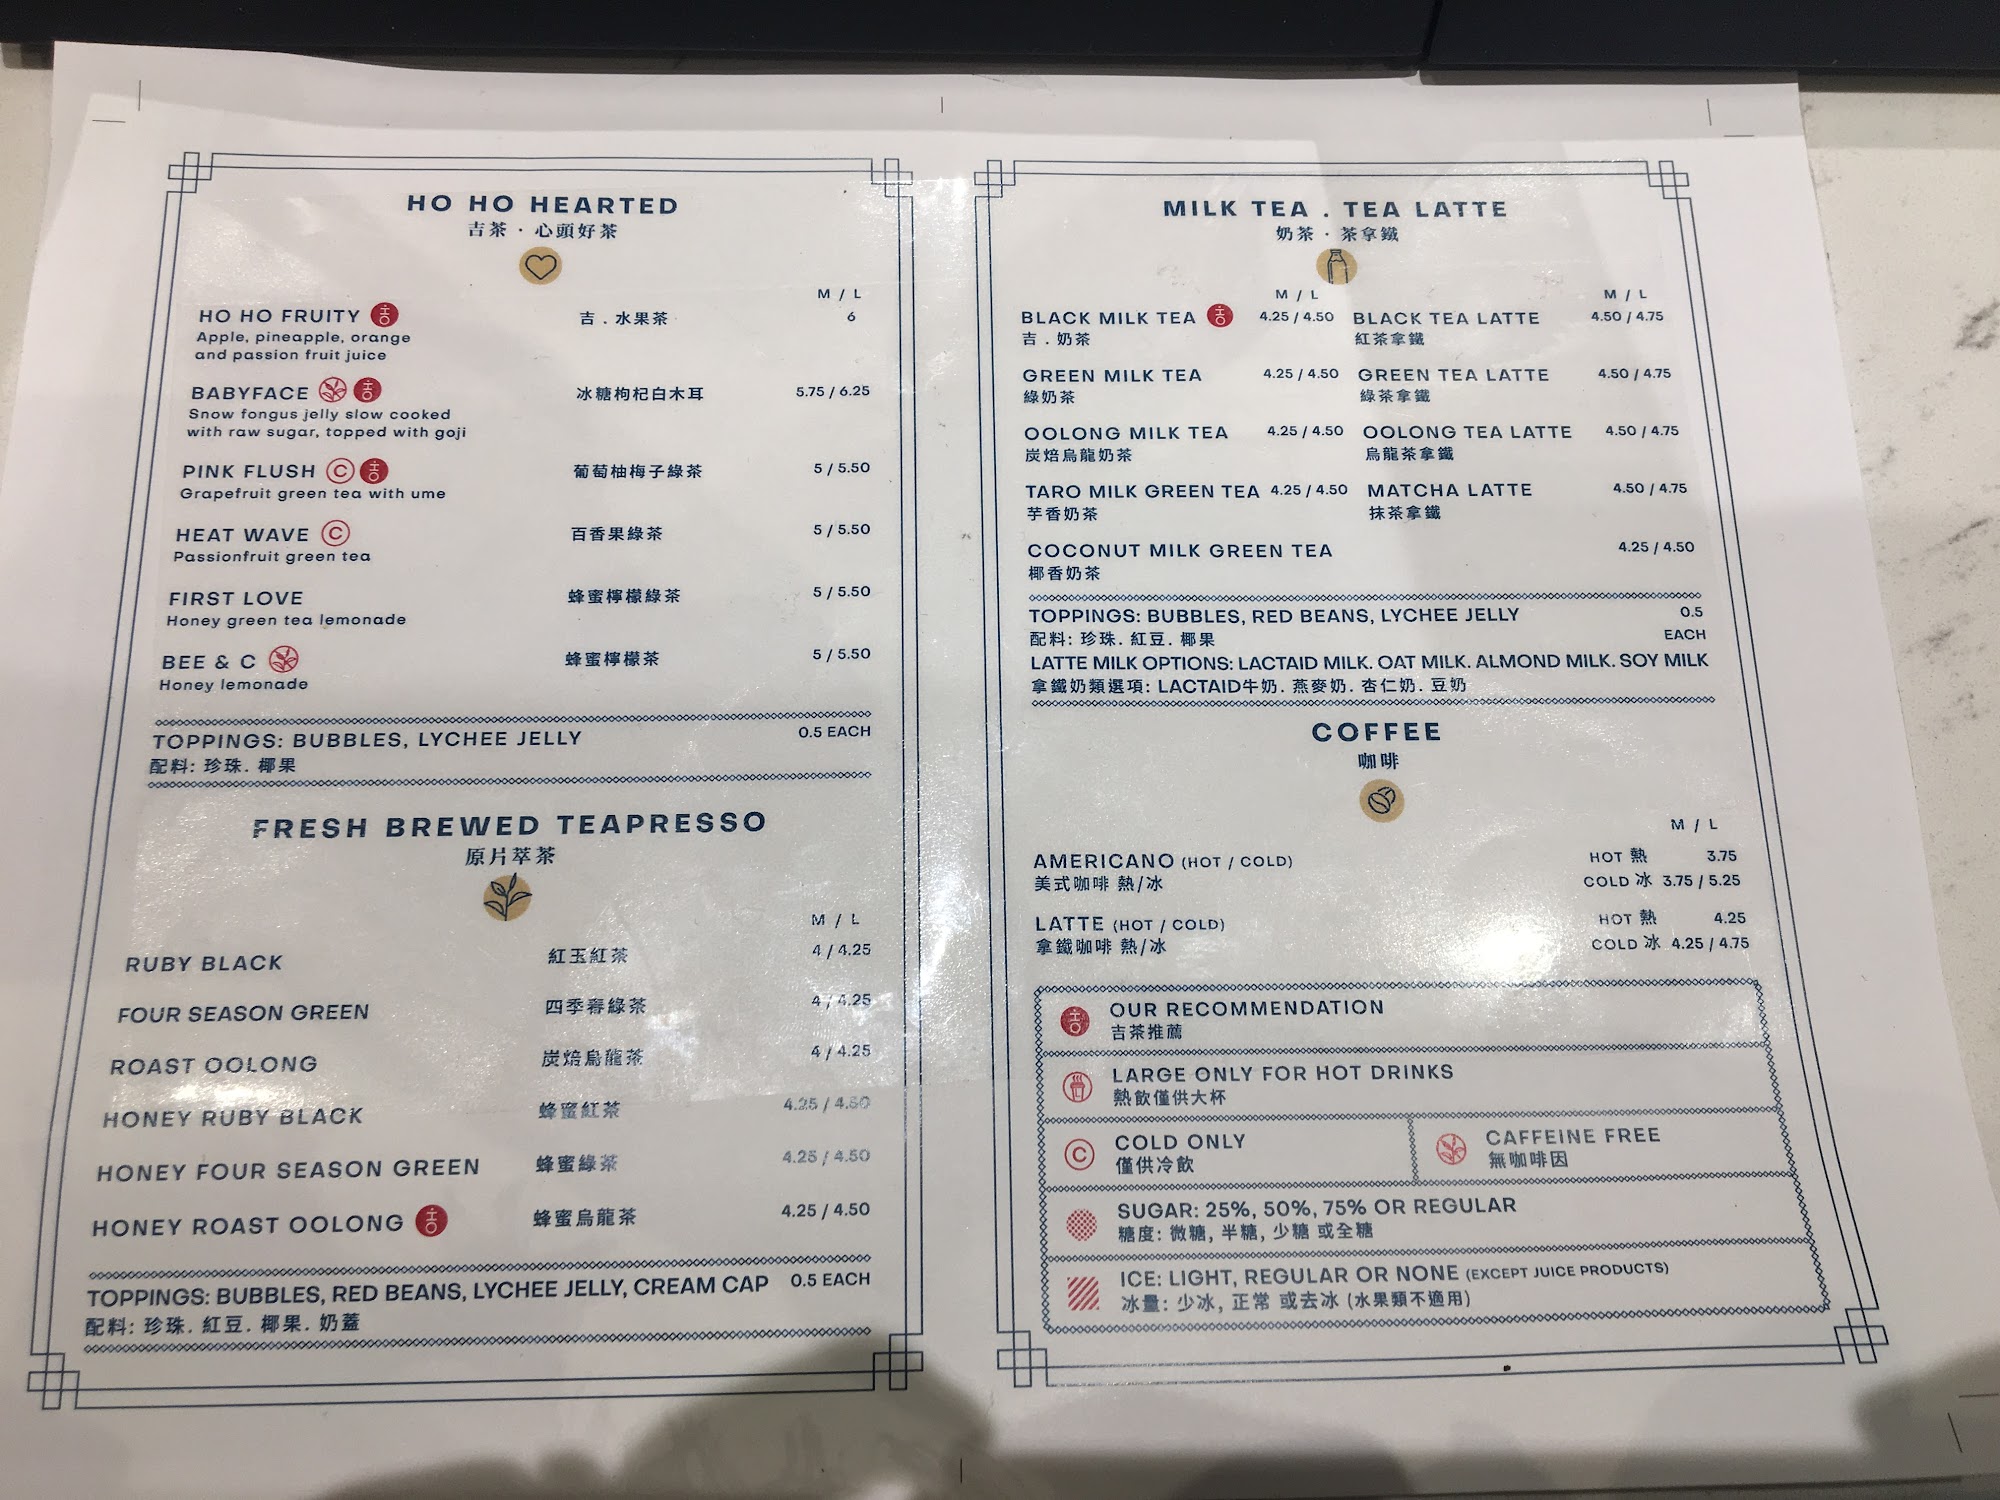 HO HO HEARTED
吉茶 · 心頭好茶
M / L
HO HO FRUITY 吉 . 水果茶 6
Apple, pineapple, orange
and passion fruit juice
BABYFACE 冰糖枸杞白木耳 5.75 / 6.25
Snow fongus jelly slow cooked
with raw sugar, topped with goji
PINK FLUSH C 葡萄柚梅子綠茶 5 / 5.50
Grapefruit green tea with ume
HEAT WAVE C 百香果綠茶 5 / 5.50
Passionfruit green tea
FIRST LOVE 蜂蜜檸檬綠茶 5 / 5.50
Honey green tea lemonade
BEE & C 蜂蜜檸檬茶 5 / 5.50
Honey lemonade
TOPPINGS: BUBBLES, LYCHEE JELLY 0.5 EACH
配料: 珍珠. 椰果
FRESH BREWED TEAPRESSO
原片萃茶
M / L
RUBY BLACK 紅玉紅茶 4 / 4.25
FOUR SEASON GREEN 四季春綠茶 4 / 4.25
ROAST OOLONG 炭焙烏龍茶 4 / 4.25
HONEY RUBY BLACK 蜂蜜紅茶 4.25 / 4.50
HONEY FOUR SEASON GREEN 蜂蜜綠茶 4.25 / 4.50
HONEY ROAST OOLONG 蜂蜜烏龍茶 4.25 / 4.50
TOPPINGS: BUBBLES, RED BEANS, LYCHEE JELLY, CREAM CAP 0.5 EACH
配料: 珍珠. 紅豆. 椰果. 奶蓋
MILK TEA . TEA LATTE
奶茶 · 茶拿鐵
M / L M / L
BLACK MILK TEA 4.25 / 4.50 BLACK TEA LATTE 4.50 / 4.75
吉 . 奶茶 紅茶拿鐵
GREEN MILK TEA 4.25 / 4.50 GREEN TEA LATTE 4.50 / 4.75
綠奶茶 綠茶拿鐵
OOLONG MILK TEA 4.25 / 4.50 OOLONG TEA LATTE 4.50 / 4.75
炭焙烏龍奶茶 烏龍茶拿鐵
TARO MILK GREEN TEA 4.25 / 4.50 MATCHA LATTE 4.50 / 4.75
芋香奶茶 抹茶拿鐵
COCONUT MILK GREEN TEA 4.25 / 4.50
椰香奶茶
TOPPINGS: BUBBLES, RED BEANS, LYCHEE JELLY 0.5
配料: 珍珠. 紅豆. 椰果 EACH
LATTE MILK OPTIONS: LACTAID MILK. OAT MILK. ALMOND MILK. SOY MILK
拿鐵奶類選項: LACTAID牛奶. 燕麥奶. 杏仁奶. 豆奶
COFFEE
咖啡
M / L
AMERICANO (HOT / COLD) HOT 熱 3.75
美式咖啡 熱/冰 COLD 冰 3.75 / 5.25
LATTE (HOT / COLD) HOT 熱 4.25
拿鐵咖啡 熱/冰 COLD 冰 4.25 / 4.75
OUR RECOMMENDATION
吉茶推薦
LARGE ONLY FOR HOT DRINKS
熱飲僅供大杯
C COLD ONLY CAFFEINE FREE
僅供冷飲 無咖啡因
SUGAR: 25%, 50%, 75% OR REGULAR
糖度: 微糖, 半糖, 少糖 或全糖
ICE: LIGHT, REGULAR OR NONE (EXCEPT JUICE PRODUCTS)
冰量: 少冰, 正常 或去冰 (水果類不適用)